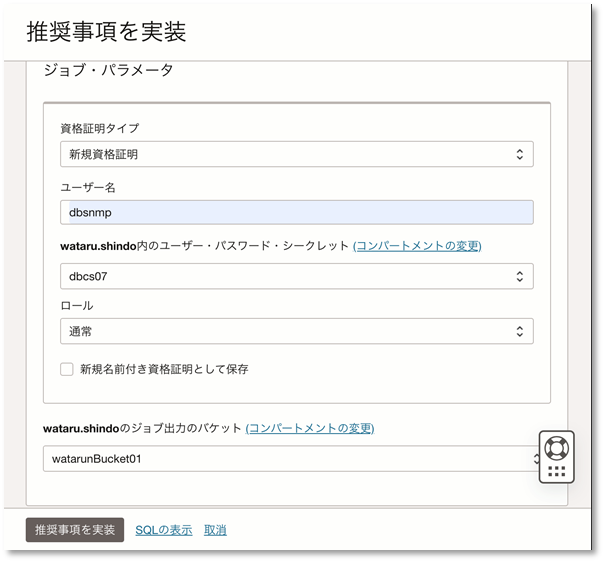 推奨事項を実装
ジョブ・パラメータ
資格証明タイプ
新規資格証明
ユーザー名
dbsnmp
wataru.shindo内のユーザー・パスワード・シークレット (コンパートメントの変更)
dbcs07
ロール
通常
新規名前付き資格証明として保存
wataru.shindoのジョブ出力のバケット (コンパートメントの変更)
watarunBucket01
推奨事項を実装 SQLの表示 取消